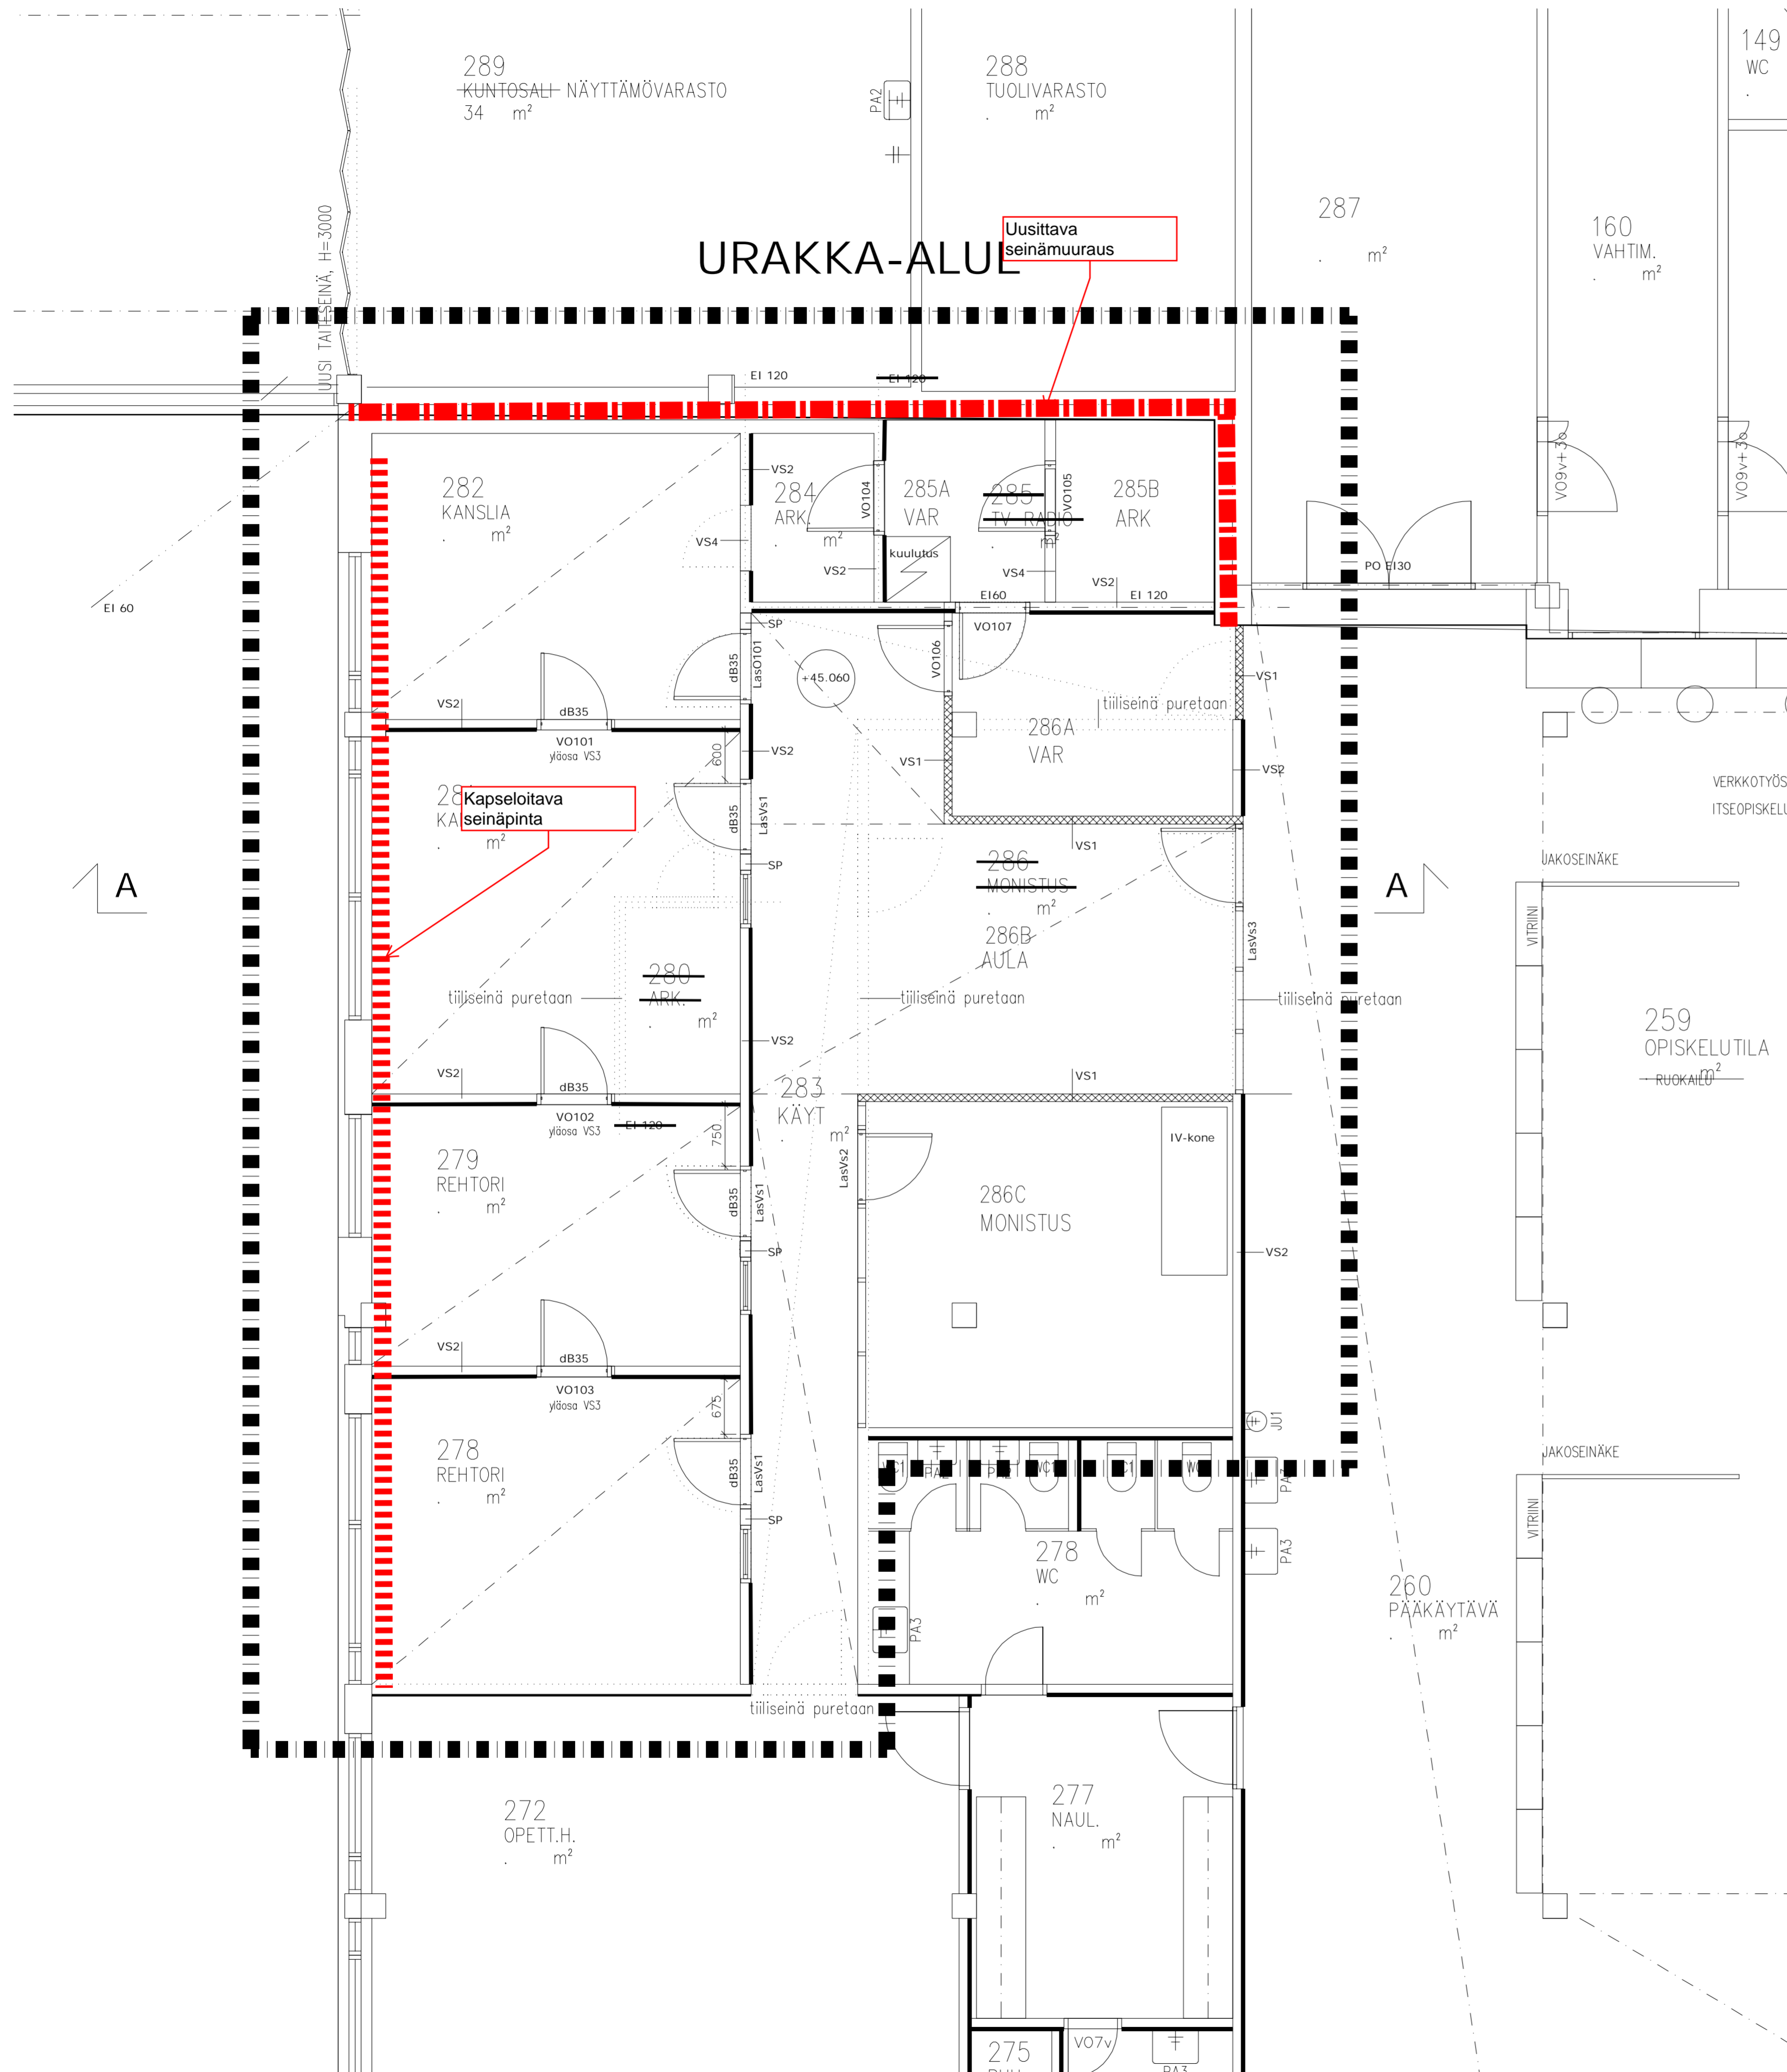 289
KUNTOSALI NÄYTTÄMÖVARASTO
34 m²
PA2
288
TUOLIVARASTO
. m²
149
WC
.
287
. m²
160
VAHTIM.
. m²
UUSI TAITESEINÄ, H=3000
URAKKA-ALUE
Uusittava
seinämuuraus
EI 120
EI 120
EI 60
282
KANSLIA
. m²
VS2
284
ARK.
. m²
VS4
VS2
VO104
285A
VAR
kuulutus
285
TV RADIO
. m²
VS4
VO105
285B
ARK
VS2
EI60
EI 120
VO9v+30
VO9v+30
PO EI30
SP
dB35
LasO101
+45.060
VO106
VO107
VS1
tiiliseinä puretaan
286A
VAR
VS1
VS2
VS1
VS2
dB35
VO101
yläosa VS3
600
VS2
Kapseloitava
seinäpinta
. m²
dB35
LasVs1
SP
VERKKOTYÖS
ITSEOPISKELU
JAKOSEINÄKE
A
A
286
MONISTUS
. m²
286B
AULA
LasVs3
VITRIINI
280
ARK.
. m²
tiiliseinä puretaan
tiiliseinä puretaan
tiiliseinä puretaan
VS2
259
OPISKELUTILA
. m²
RUOKAILU
VS2
dB35
VO102
yläosa VS3
EI 120
750
283
KÄYT
. m²
VS1
IV-kone
LasVs2
279
REHTORI
. m²
dB35
LasVs1
SP
286C
MONISTUS
VS2
VS2
dB35
VO103
yläosa VS3
675
278
REHTORI
. m²
dB35
LasVs1
SP
JU1
JAKOSEINÄKE
WC1
PA2
PA2
WC1
WC1
PA3
PA3
VITRIINI
278
WC
. m²
PA3
260
PÄÄKÄYTÄVÄ
. m²
tiiliseinä puretaan
272
OPETT.H.
. m²
277
NAUL.
. m²
275
VO7v
PA3